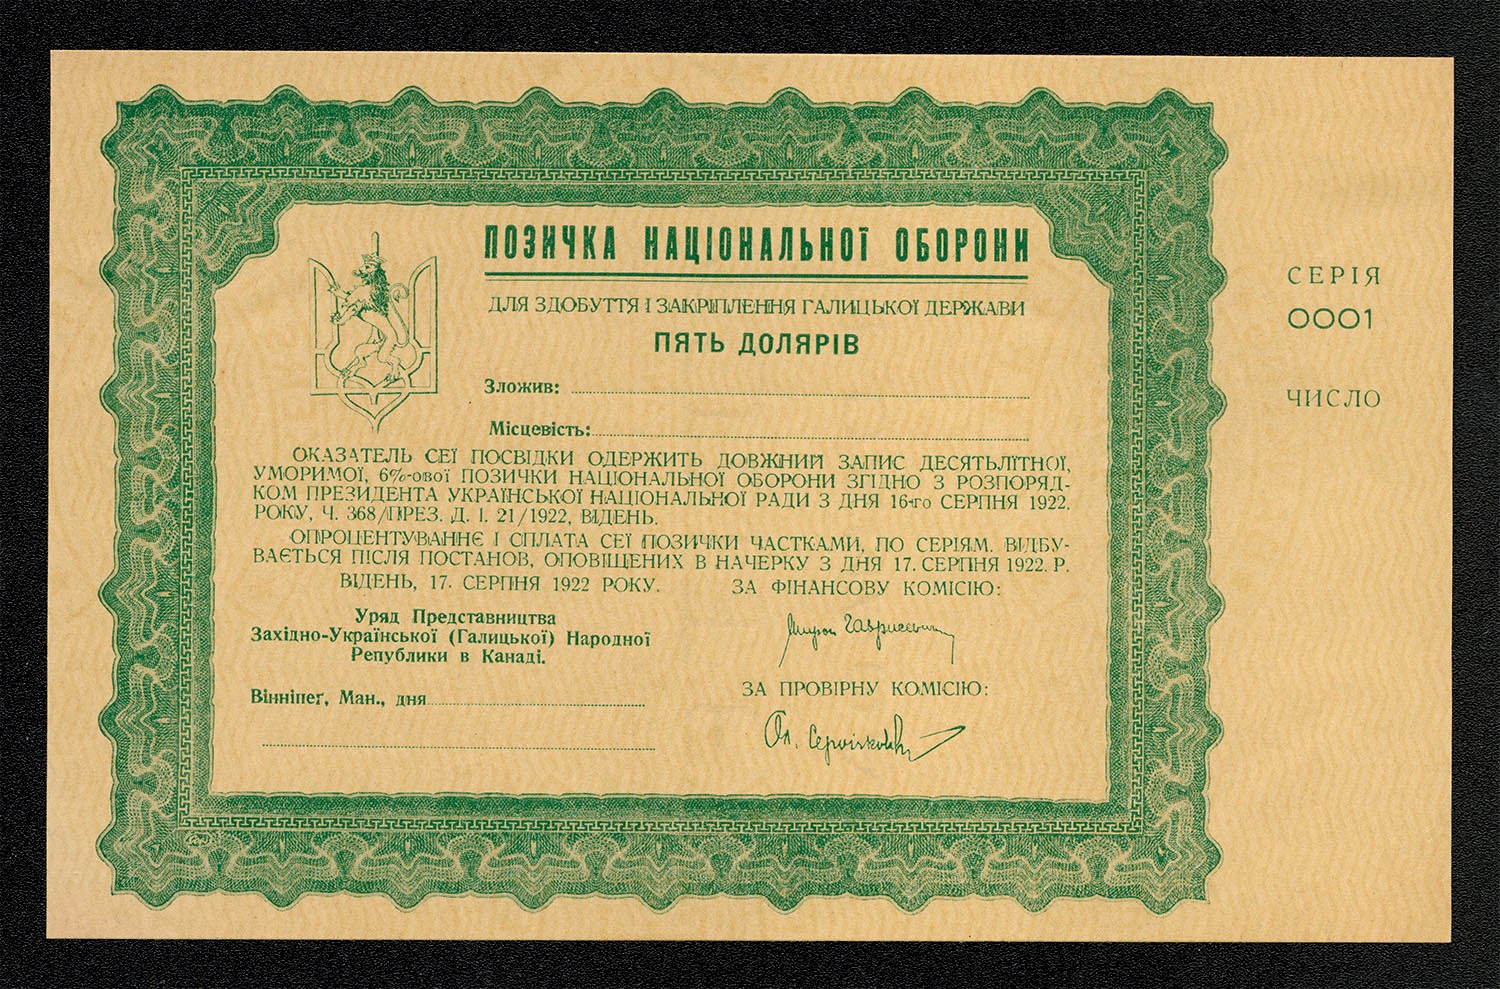 ПОЗИЧКА НАЦІОНАЛЬНОЇ ОБОРОНИ
ДЛЯ ЗДОБУТТЯ І ЗАКРІПЛЕННЯ ГАЛИЦЬКОЇ ДЕРЖАВИ
ПЯТЬ ДОЛЯРІВ
Зложив:
Місцевість:
ОКАЗАТЕЛЬ СЕЇ ПОСВІДКИ ОДЕРЖИТЬ ДОВЖНИЙ ЗАПИС ДЕСЯТЬЛІТНОЇ,
УМОРИМОЇ, 6%-ової ПОЗИЧКИ НАЦІОНАЛЬНОЇ ОБОРОНИ ЗГІДНО З РОЗПОРЯД-
КОМ ПРЕЗИДЕНТА УКРАЇНСЬКОЇ НАЦІОНАЛЬНОЇ РАДИ З ДНЯ 16-го СЕРПНЯ 1922.
РОКУ, Ч. 368/ПРЕЗ. Д. І. 21/1922, ВІДЕНЬ.
ОПРОЦЕНТУВАННЄ І СПЛАТА СЕЇ ПОЗИЧКИ ЧАСТКАМИ, ПО СЕРІЯМ. ВІДБУ-
ВАЄТЬСЯ ПІСЛЯ ПОСТАНОВ, ОПОВІЩЕНИХ В НАЧЕРКУ З ДНЯ 17. СЕРПНЯ 1922. Р.
ВІДЕНЬ, 17. СЕРПНЯ 1922 РОКУ.
ЗА ФІНАНСОВУ КОМІСІЮ:
Уряд Представництва
Західно-Української (Галицької) Народної
Републики в Канаді.
Мирон Гаврисевич
Вінніпеґ, Ман., дня
ЗА ПРОВІРНУ КОМІСІЮ:
Ол.
СЕРІЯ
0001
ЧИСЛО